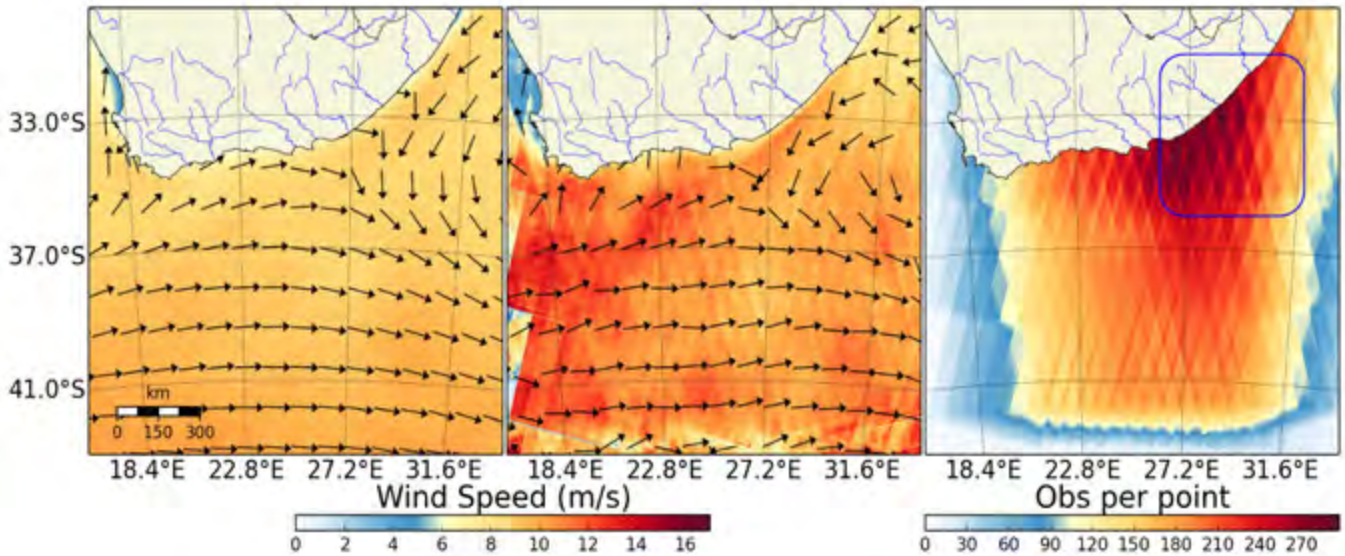 33.0°S
37.0°S
41.0°S
km
0 150 300
18.4°E 22.8°E 27.2°E 31.6°E 18.4°E 22.8°E 27.2°E 31.6°E 18.4°E 22.8°E 27.2°E 31.6°E
Wind Speed (m/s) Obs per point
0 2 4 6 8 10 12 14 16 0 30 60 90 120 150 180 210 240 270